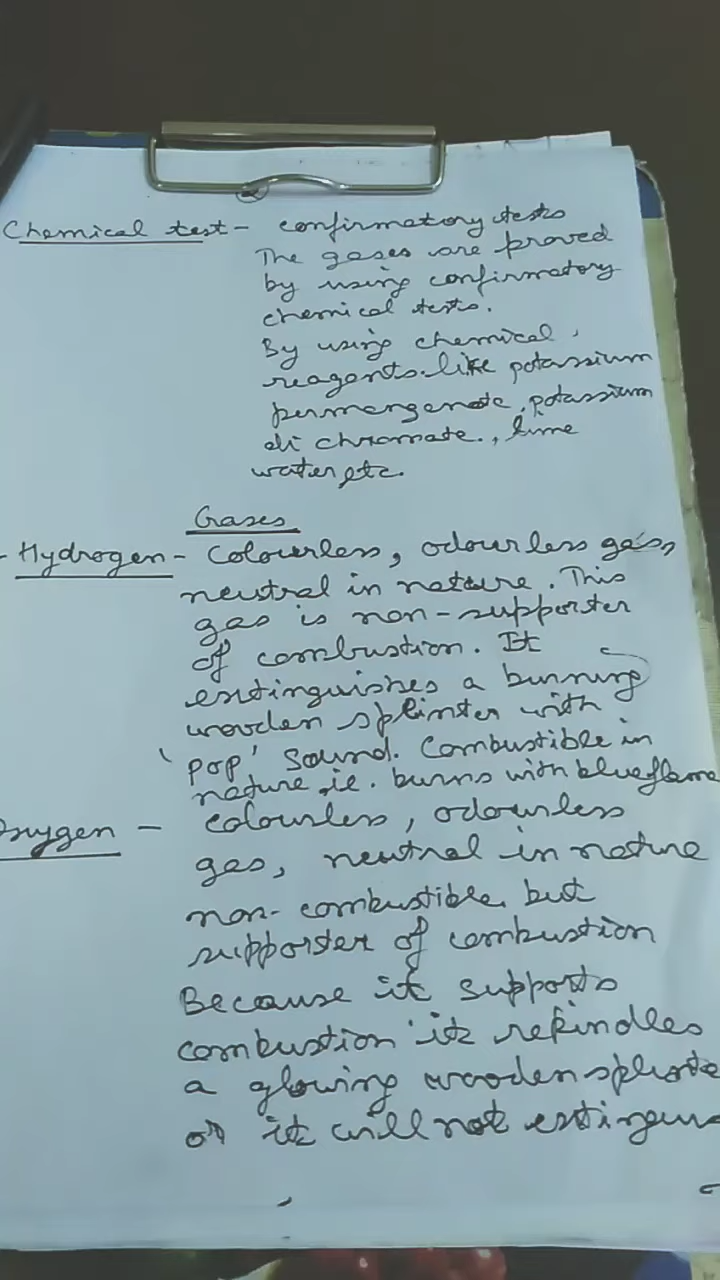 Chemical test - confirmatory tests
The gases are proved
by using confirmatory
chemical tests.
By using chemical
reagents like potassium
permanganate, potassium
di chromate., lime
water etc.
Gases
- Hydrogen - Colourless, odourless gas,
neutral in nature. This
gas is non-supporter
of combustion. It
extinguishes a burning
wooden splinter with
'pop' sound. Combustible in
nature ie. burns with blue flame
Oxygen - colourless, odourless
gas, neutral in nature
non-combustible but
supporter of combustion
Because it supports
combustion it rekindles
a glowing wooden
or it will not